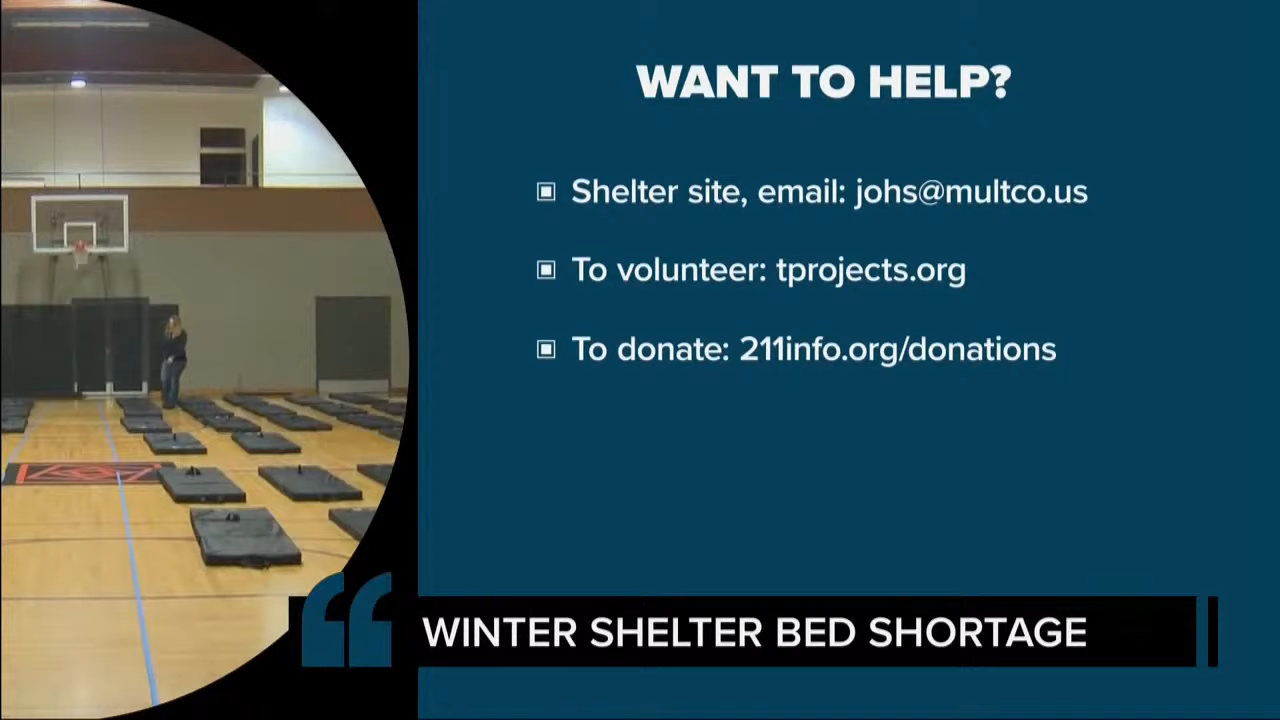 WANT TO HELP?
▣ Shelter site, email: johs@multco.us
▣ To volunteer: tprojects.org
▣ To donate: 211info.org/donations
WINTER SHELTER BED SHORTAGE